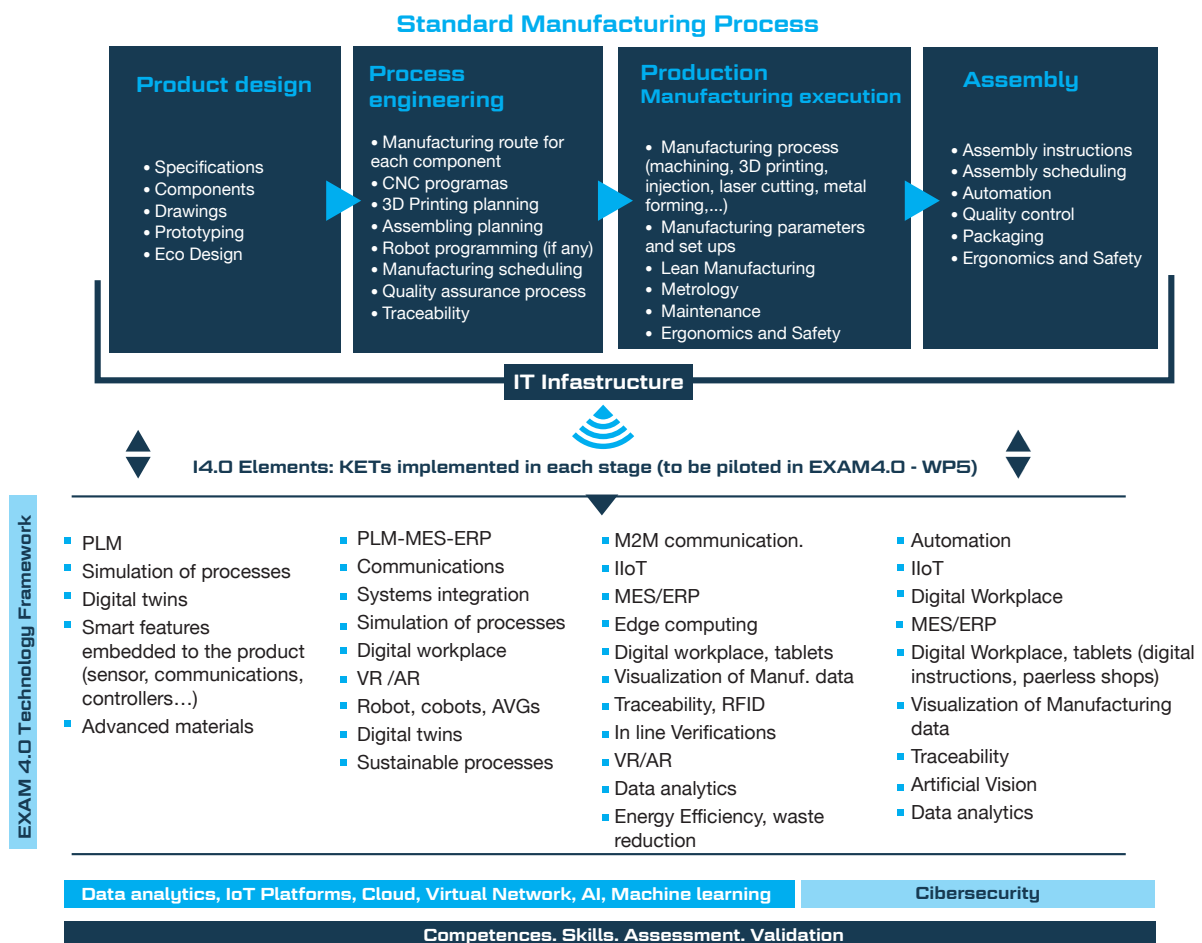 Standard Manufacturing Process
Product design
• Specifications
• Components
• Drawings
• Prototyping
• Eco Design
Process
engineering
• Manufacturing route for
each component
• CNC programas
• 3D Printing planning
• Assembling planning
• Robot programming (if any)
• Manufacturing scheduling
• Quality assurance process
• Traceability
Production
Manufacturing execution
• Manufacturing process
(machining, 3D printing,
injection, laser cutting, metal
forming,...)
• Manufacturing parameters
and set ups
• Lean Manufacturing
• Metrology
• Maintenance
• Ergonomics and Safety
Assembly
• Assembly instructions
• Assembly scheduling
• Automation
• Quality control
• Packaging
• Ergonomics and Safety
IT Infastructure
I4.0 Elements: KETs implemented in each stage (to be piloted in EXAM4.0 - WP5)
EXAM 4.0 Technology Framework
PLM
Simulation of processes
Digital twins
Smart features
embedded to the product
(sensor, communications,
controllers…)
Advanced materials
PLM-MES-ERP
Communications
Systems integration
Simulation of processes
Digital workplace
VR /AR
Robot, cobots, AVGs
Digital twins
Sustainable processes
M2M communication.
IIoT
MES/ERP
Edge computing
Digital workplace, tablets
Visualization of Manuf. data
Traceability, RFID
In line Verifications
VR/AR
Data analytics
Energy Efficiency, waste
reduction
Automation
IIoT
Digital Workplace
MES/ERP
Digital Workplace, tablets (digital
instructions, paerless shops)
Visualization of Manufacturing
data
Traceability
Artificial Vision
Data analytics
Data analytics, IoT Platforms, Cloud, Virtual Network, AI, Machine learning
Cibersecurity
Competences. Skills. Assessment. Validation